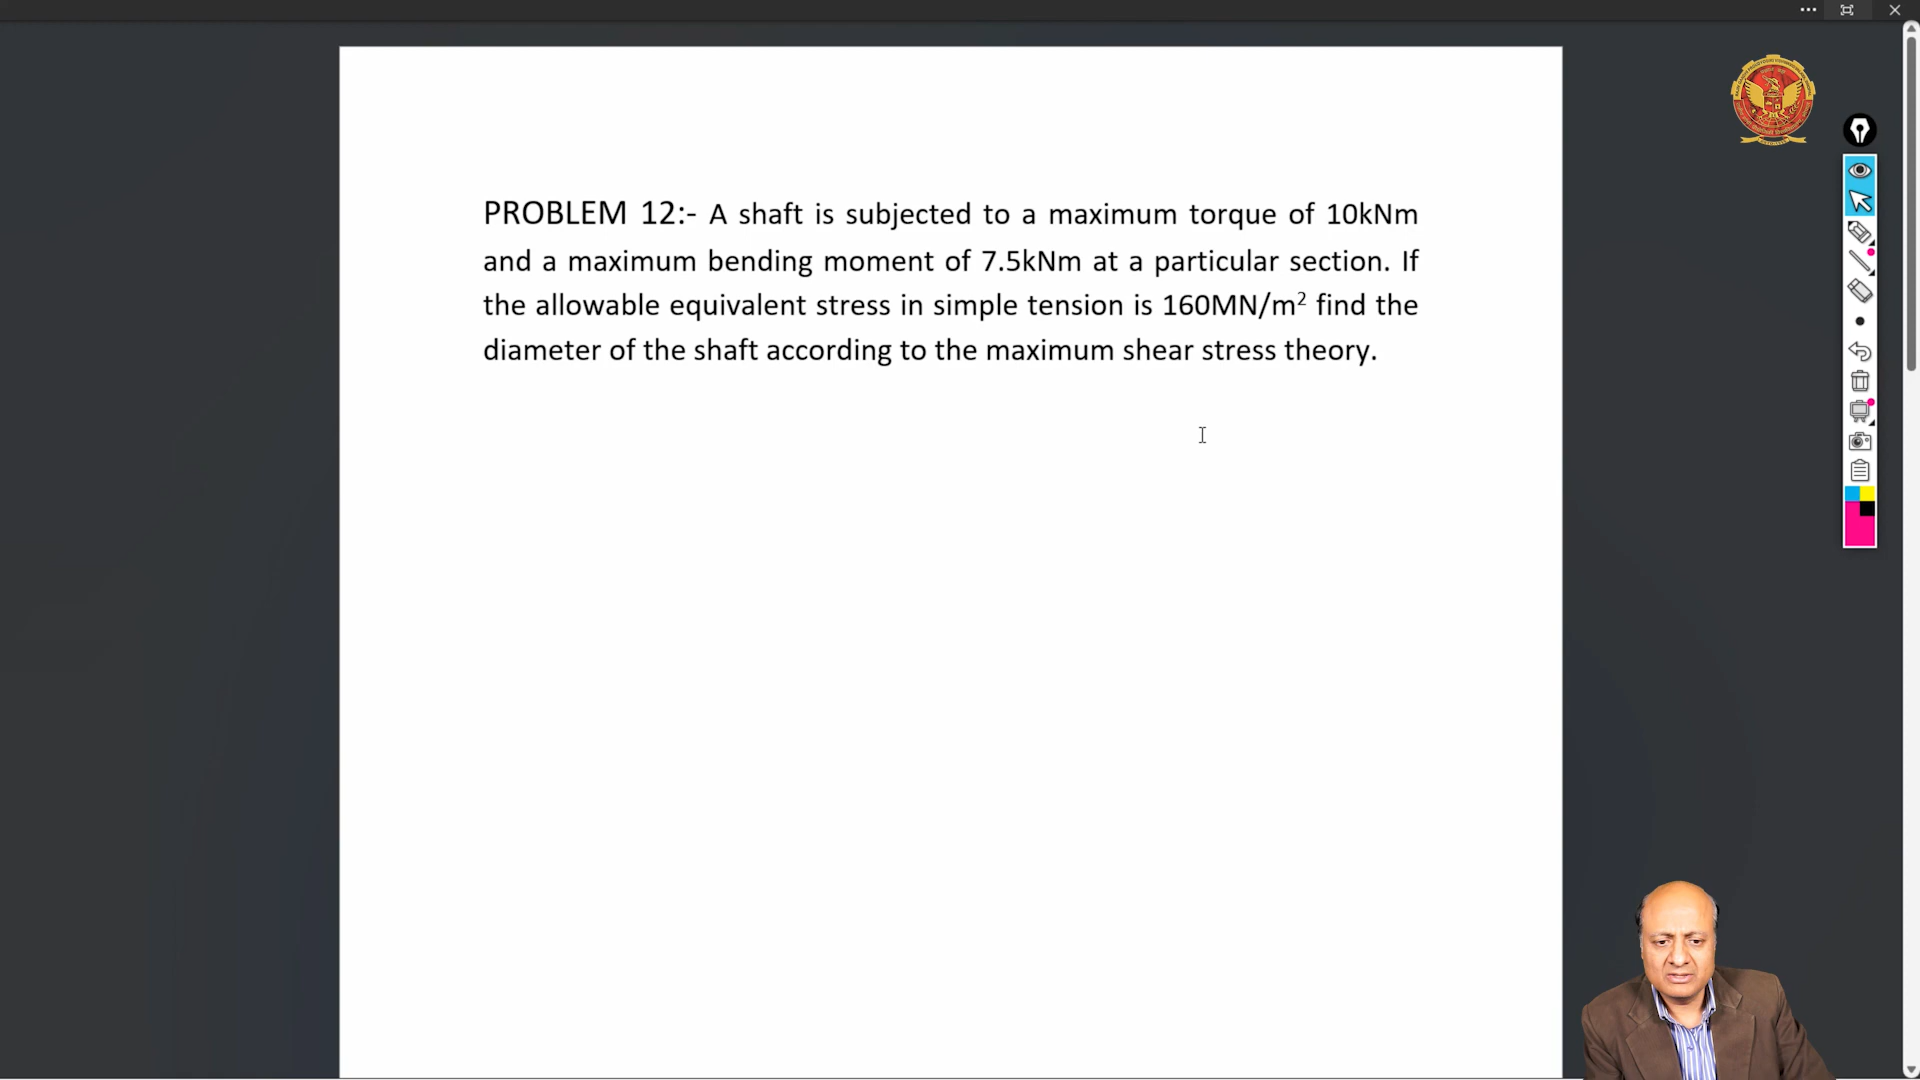 PROBLEM 12:- A shaft is subjected to a maximum torque of 10kNm
and a maximum bending moment of 7.5kNm at a particular section. If
the allowable equivalent stress in simple tension is 160MN/m² find the
diameter of the shaft according to the maximum shear stress theory.